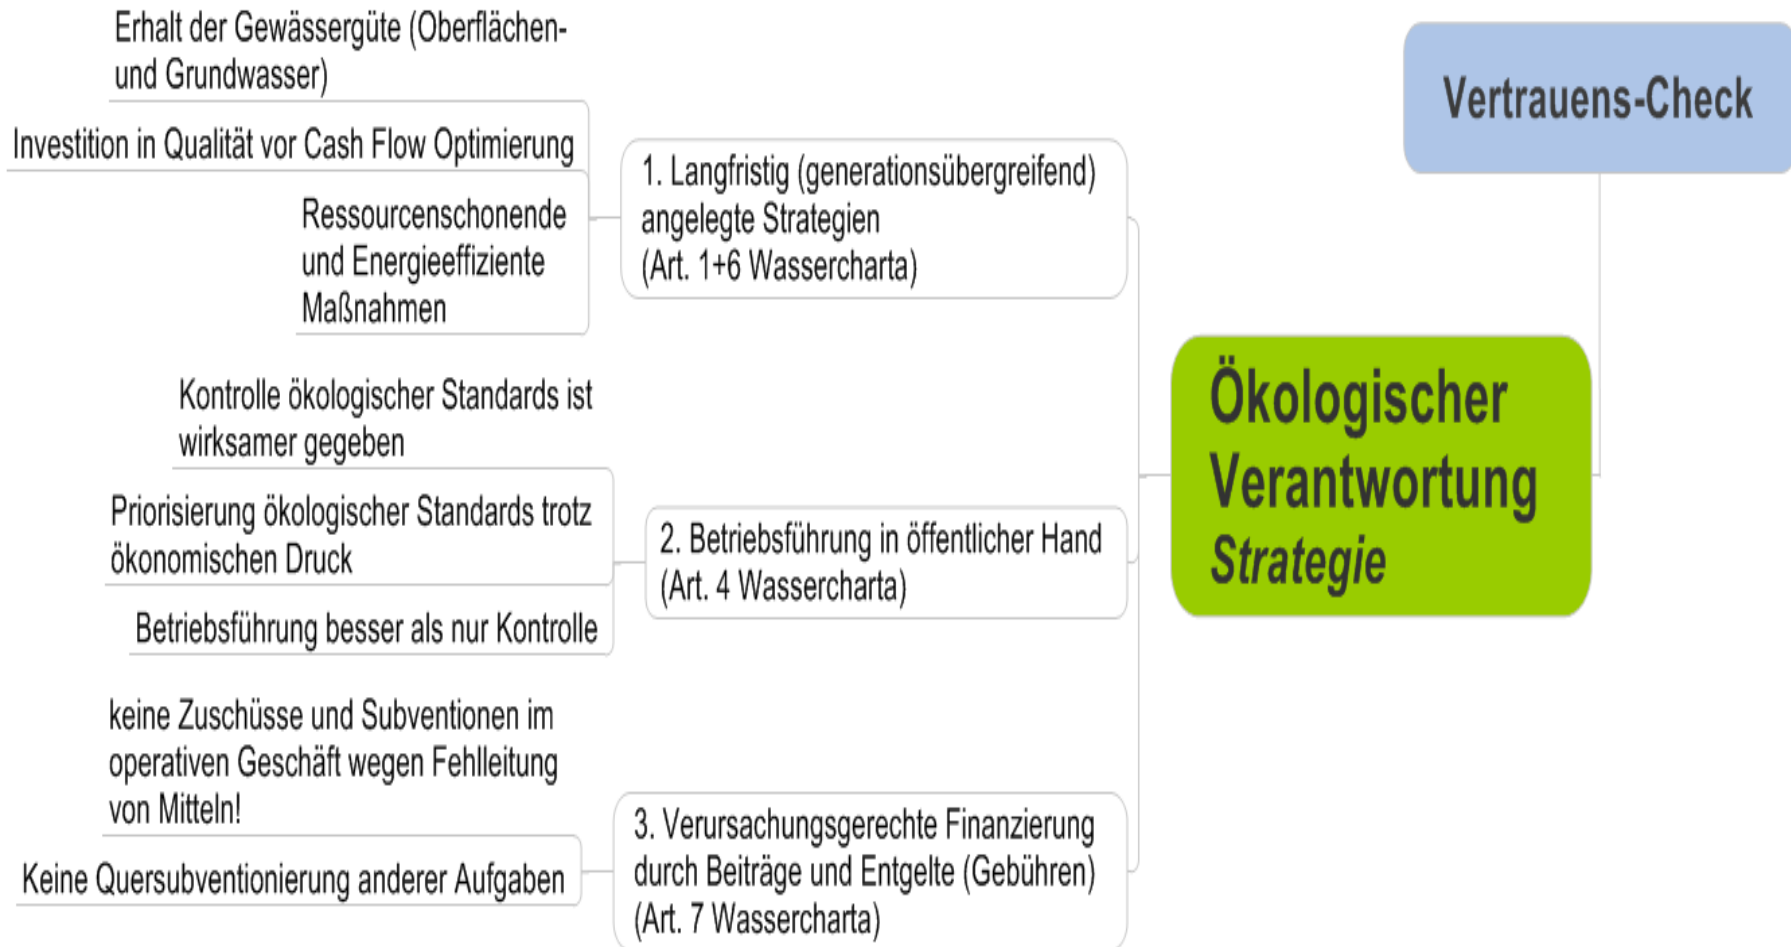 Vertrauens-Check
Ökologischer
Verantwortung
Strategie
1. Langfristig (generationsübergreifend)
angelegte Strategien
(Art. 1+6 Wassercharta)
Erhalt der Gewässergüte (Oberflächen-
und Grundwasser)
Investition in Qualität vor Cash Flow Optimierung
Ressourcenschonende
und Energieeffiziente
Maßnahmen
2. Betriebsführung in öffentlicher Hand
(Art. 4 Wassercharta)
Kontrolle ökologischer Standards ist
wirksamer gegeben
Priorisierung ökologischer Standards trotz
ökonomischen Druck
Betriebsführung besser als nur Kontrolle
3. Verursachungsgerechte Finanzierung
durch Beiträge und Entgelte (Gebühren)
(Art. 7 Wassercharta)
keine Zuschüsse und Subventionen im
operativen Geschäft wegen Fehlleitung
von Mitteln!
Keine Quersubventionierung anderer Aufgaben